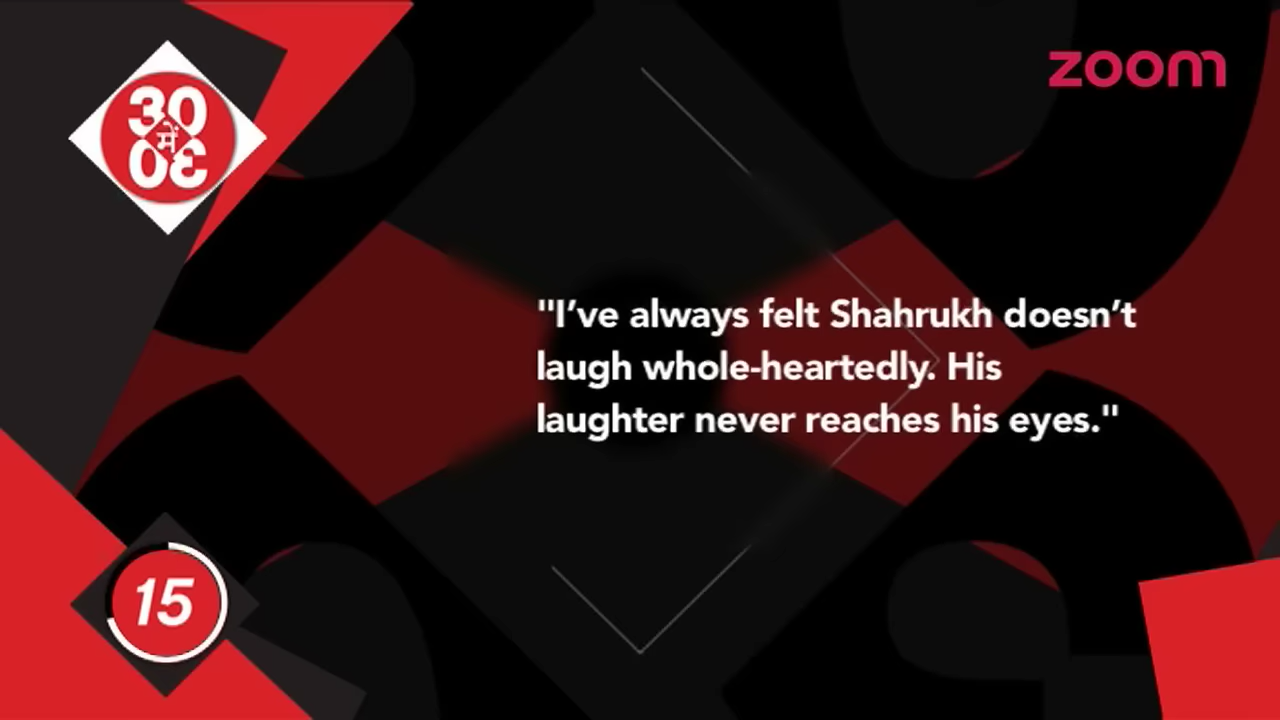 30
में
30
zoom
"I’ve always felt Shahrukh doesn’t
laugh whole-heartedly. His
laughter never reaches his eyes."
15